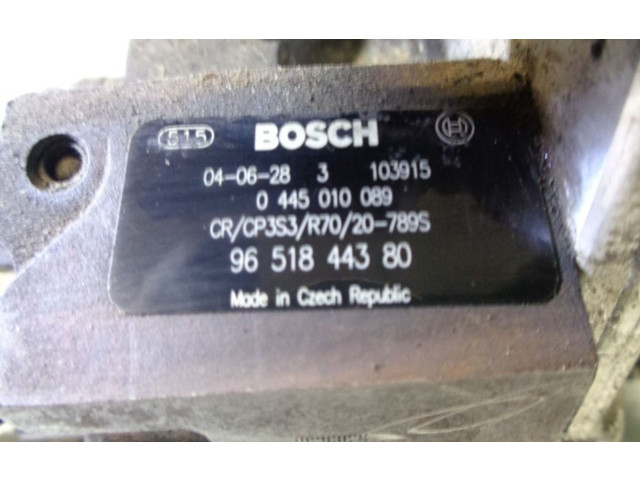 615 BOSCH
04-06-28 3 103915
0 445 010 089
CR/CP3S3/R70/20-789S
96 518 443 80
Made in Czech Republic